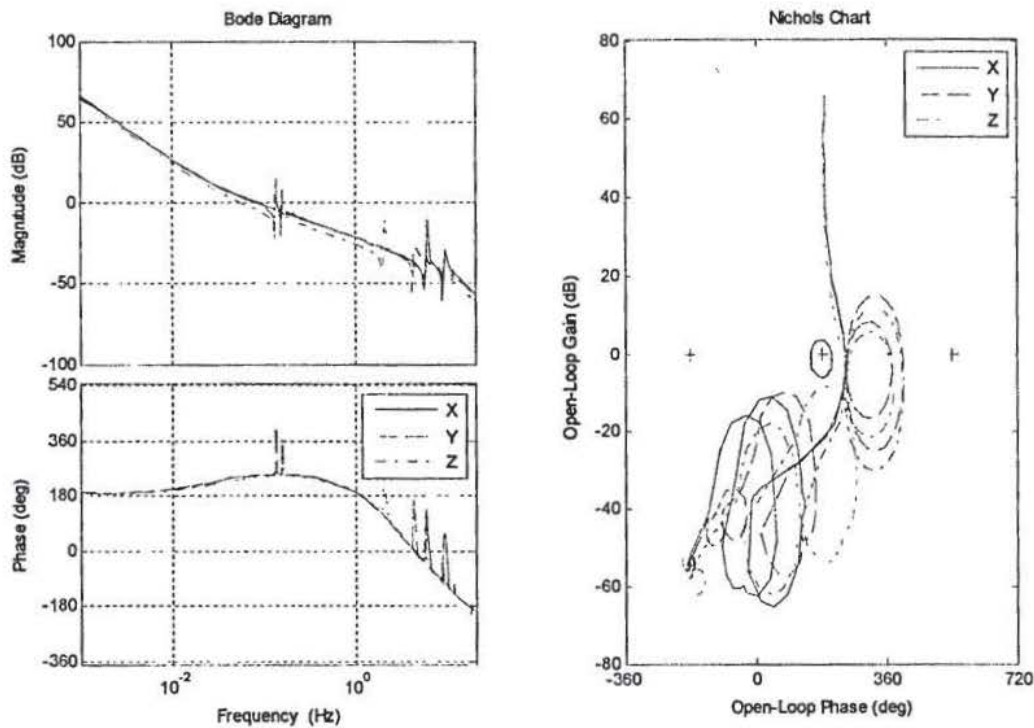 Bode Diagram
100
50
0
-50
-100
Magnitude (dB)
540
360
180
0
-180
-360
Phase (deg)
X
Y
Z
10-2
100
Frequency (Hz)
Nichols Chart
80
60
40
20
0
-20
-40
-60
-80
Open-Loop Gain (dB)
X
Y
Z
-360
0
360
720
Open-Loop Phase (deg)